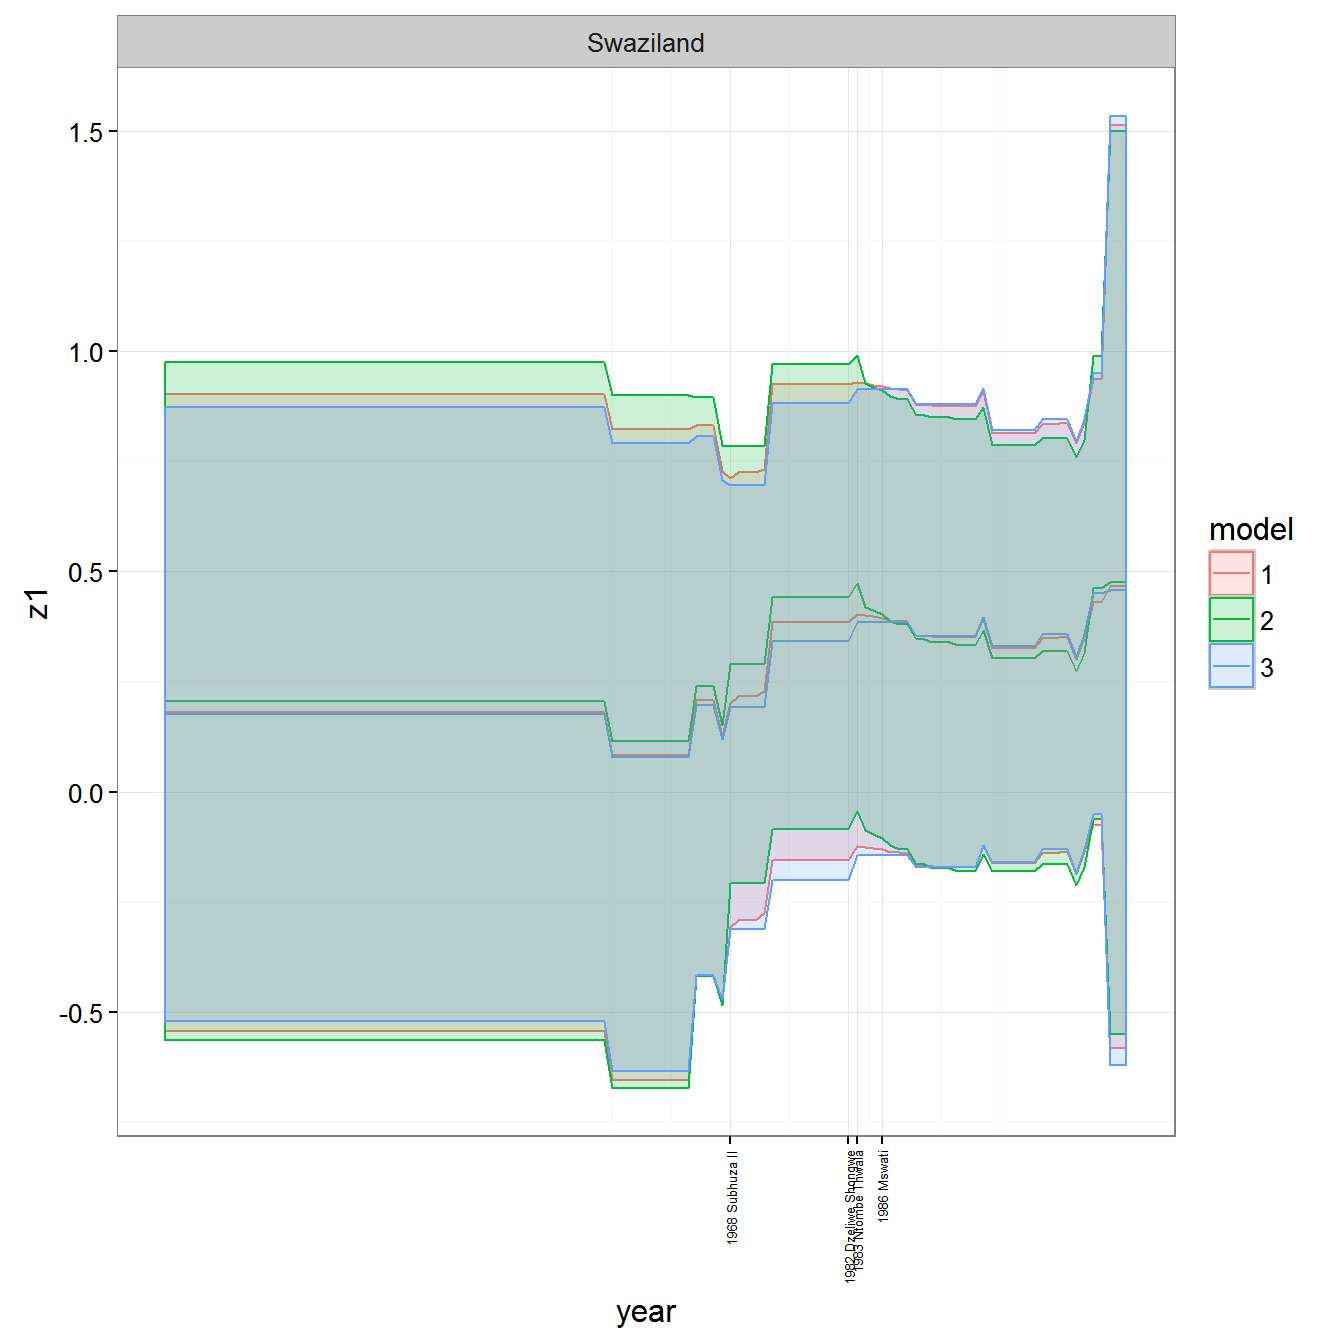 Swaziland
1.5
1.0
0.5
0.0
-0.5
z1
1968 Subhuza II
1982 Dzeliwe Shongwe
1983 Ntombe Thwala
1986 Mswati
year
model
1
2
3